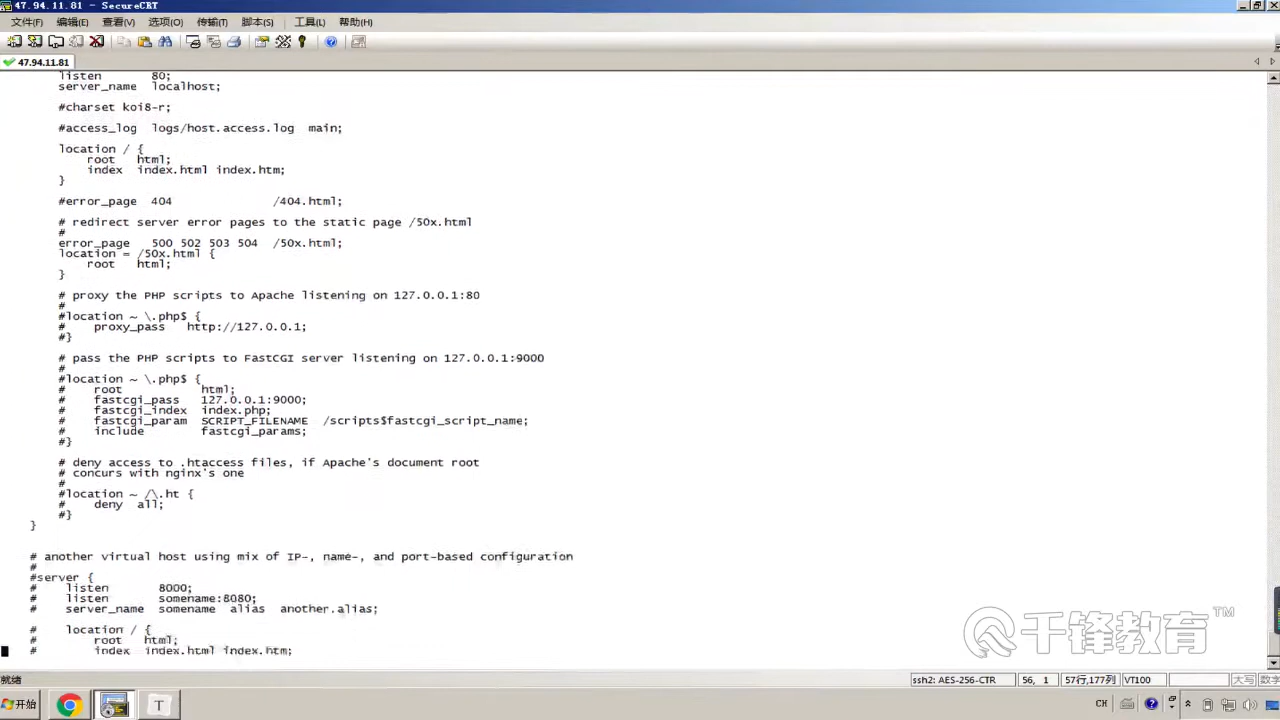 47.94.11.81 - SecureCRT
文件(F) 编辑(E) 查看(V) 选项(O) 传输(T) 脚本(S) 工具(L) 帮助(H)
47.94.11.81
listen       80;
server_name  localhost;
#charset koi8-r;
#access_log  logs/host.access.log  main;
location / {
root   html;
index  index.html index.htm;
}
#error_page  404              /404.html;
# redirect server error pages to the static page /50x.html
#
error_page   500 502 503 504  /50x.html;
location = /50x.html {
root   html;
}
# proxy the PHP scripts to Apache listening on 127.0.0.1:80
#
#location ~ \.php$ {
#    proxy_pass   http://127.0.0.1;
#}
# pass the PHP scripts to FastCGI server listening on 127.0.0.1:9000
#
#location ~ \.php$ {
#    root           html;
#    fastcgi_pass   127.0.0.1:9000;
#    fastcgi_index  index.php;
#    fastcgi_param  SCRIPT_FILENAME  /scripts$fastcgi_script_name;
#    include        fastcgi_params;
#}
# deny access to .htaccess files, if Apache's document root
# concurs with nginx's one
#
#location ~ /\.ht {
#    deny  all;
#}
}
# another virtual host using mix of IP-, name-, and port-based configuration
#
#server {
#    listen       8000;
#    listen       somename:8080;
#    server_name  somename  alias  another.alias;
#    location / {
#        root   html;
#        index  index.html index.htm;
千锋教育™
就绪 ssh2: AES-256-CTR 56, 1 57行,177列 VT100 大写 数字
开始 T CH